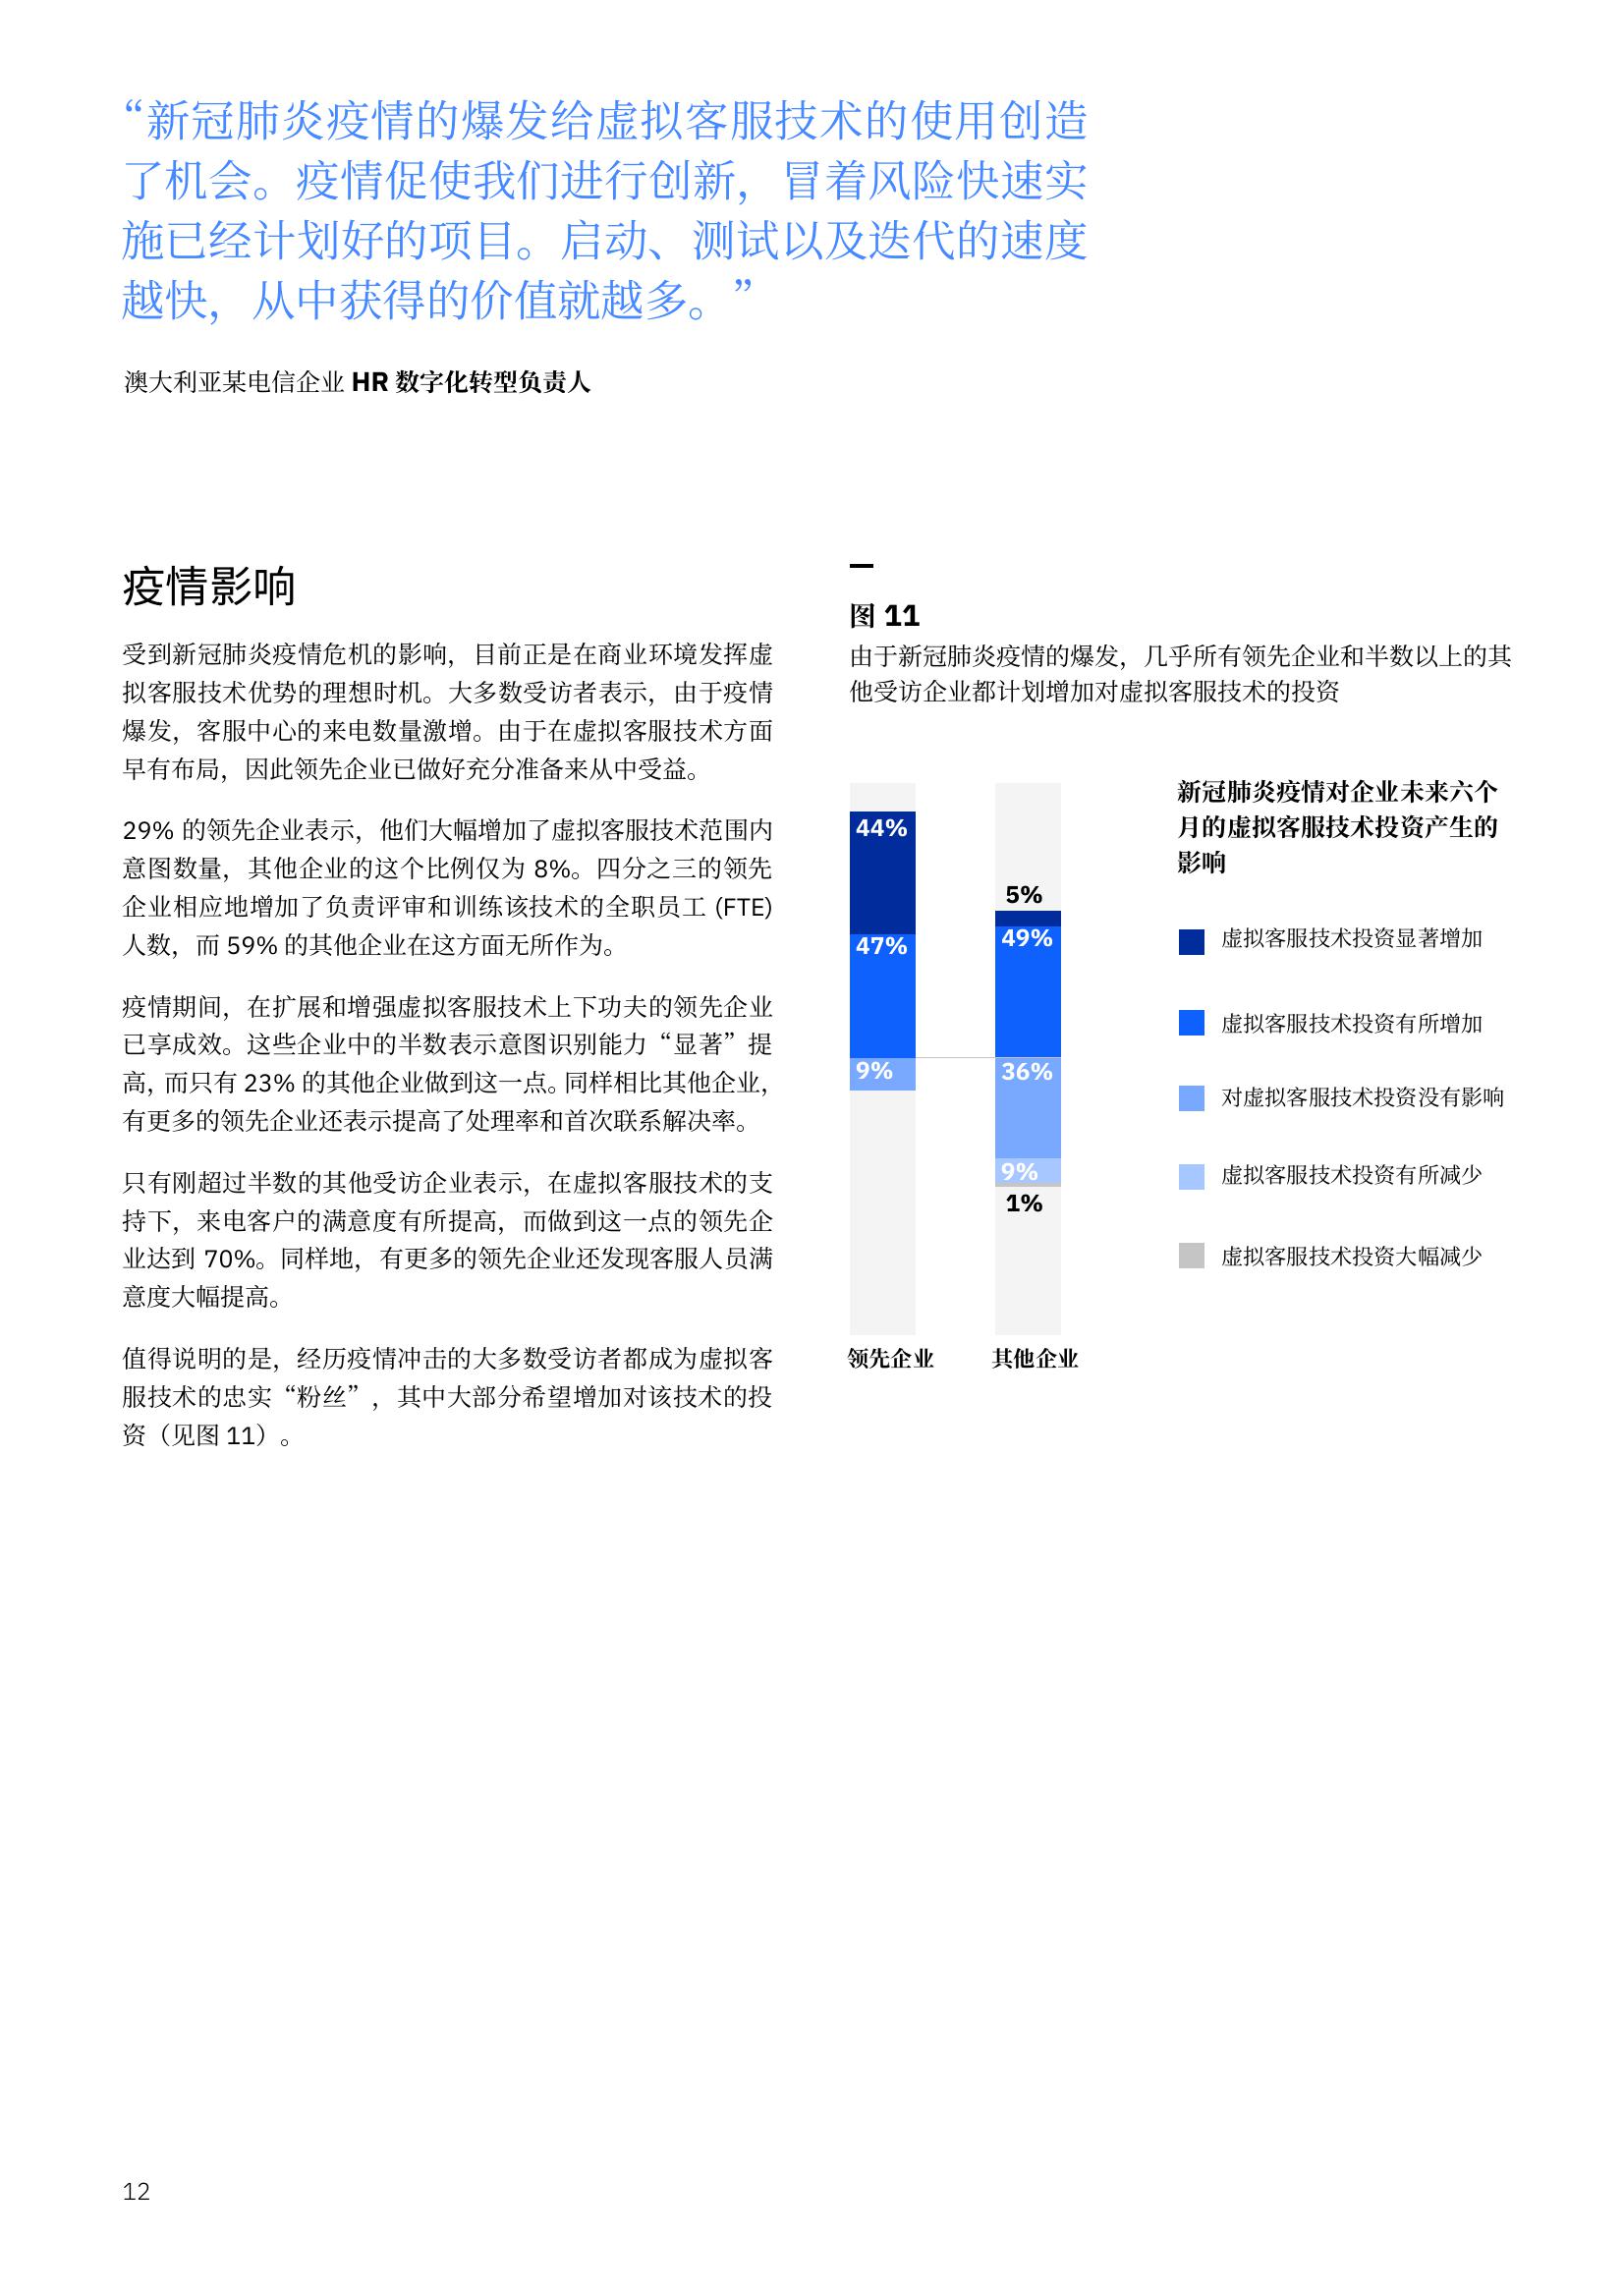 “新冠肺炎疫情的爆发给虚拟客服技术的使用创造
了机会。疫情促使我们进行创新，冒着风险快速实
施已经计划好的项目。启动、测试以及迭代的速度
越快，从中获得的价值就越多。”
澳大利亚某电信企业 HR 数字化转型负责人
疫情影响
受到新冠肺炎疫情危机的影响，目前正是在商业环境发挥虚
拟客服技术优势的理想时机。大多数受访者表示，由于疫情
爆发，客服中心的来电数量激增。由于在虚拟客服技术方面
早有布局，因此领先企业已做好充分准备来从中受益。
29% 的领先企业表示，他们大幅增加了虚拟客服技术范围内
意图数量，其他企业的这个比例仅为 8%。四分之三的领先
企业相应地增加了负责评审和训练该技术的全职员工 (FTE)
人数，而 59% 的其他企业在这方面无所作为。
疫情期间，在扩展和增强虚拟客服技术上下功夫的领先企业
已享成效。这些企业中的半数表示意图识别能力“显著”提
高，而只有 23% 的其他企业做到这一点。同样相比其他企业，
有更多的领先企业还表示提高了处理率和首次联系解决率。
只有刚超过半数的其他受访企业表示，在虚拟客服技术的支
持下，来电客户的满意度有所提高，而做到这一点的领先企
业达到 70%。同样地，有更多的领先企业还发现客服人员满
意度大幅提高。
值得说明的是，经历疫情冲击的大多数受访者都成为虚拟客
服技术的忠实“粉丝”，其中大部分希望增加对该技术的投
资（见图 11）。
图 11
由于新冠肺炎疫情的爆发，几乎所有领先企业和半数以上的其
他受访企业都计划增加对虚拟客服技术的投资
44%
47%
9%
领先企业
5%
49%
36%
9%
1%
其他企业
新冠肺炎疫情对企业未来六个
月的虚拟客服技术投资产生的
影响
虚拟客服技术投资显著增加
虚拟客服技术投资有所增加
对虚拟客服技术投资没有影响
虚拟客服技术投资有所减少
虚拟客服技术投资大幅减少
12